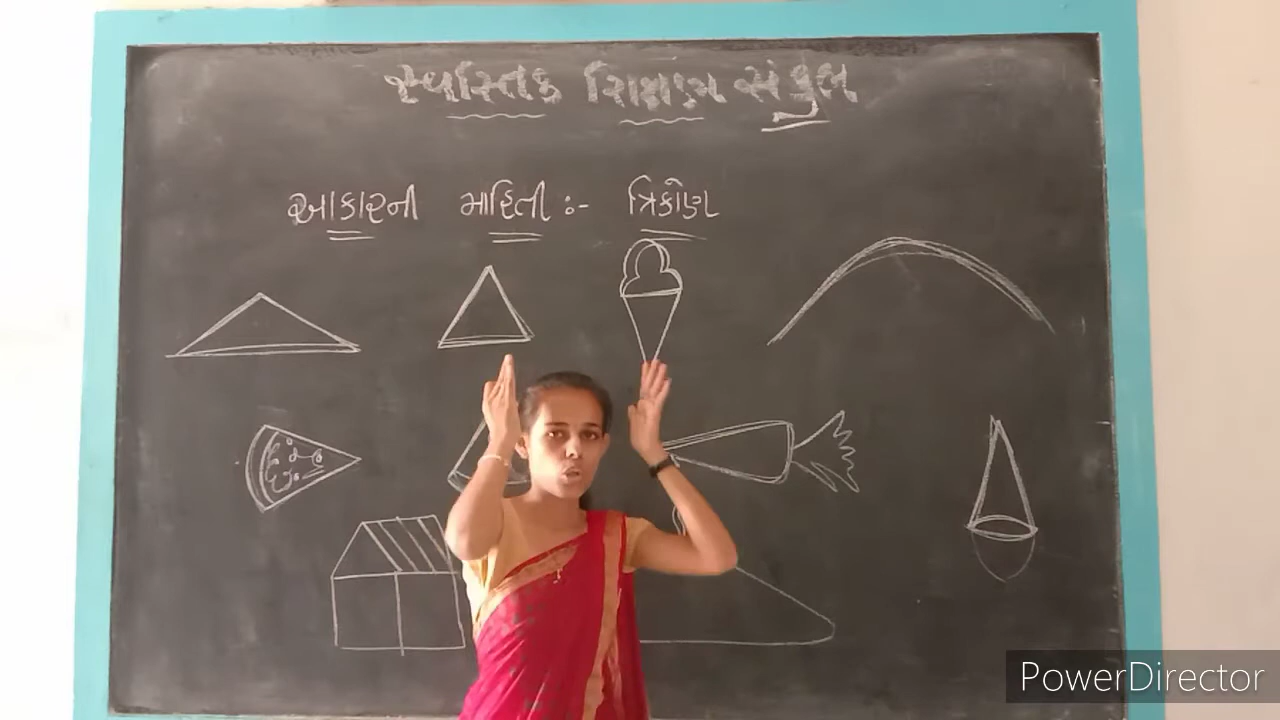 સ્વસ્તિક શિક્ષણ સંકુલ
આકારની માહિતી :- ત્રિકોણ
PowerDirector